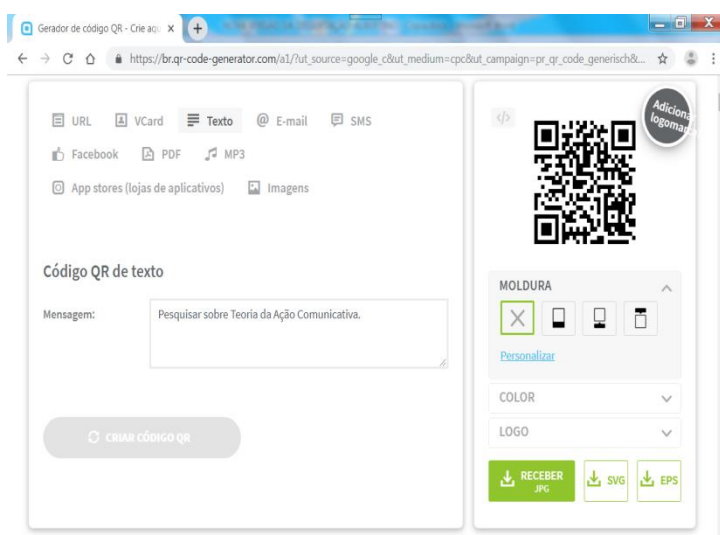 Gerador de código QR - Crie aqu
https://br.qr-code-generator.com/a1/?ut_source=google_c&ut_medium=cpc&ut_campaign=pr_qr_code_generisch&...
URL VCard Texto E-mail SMS
Facebook PDF MP3
App stores (lojas de aplicativos) Imagens
Código QR de texto
Mensagem: Pesquisar sobre Teoria da Ação Comunicativa.
CRIAR CÓDIGO QR
</>
Adiciona
logomar
MOLDURA
Personalizar
COLOR
LOGO
RECEBER
JPG
SVG
EPS